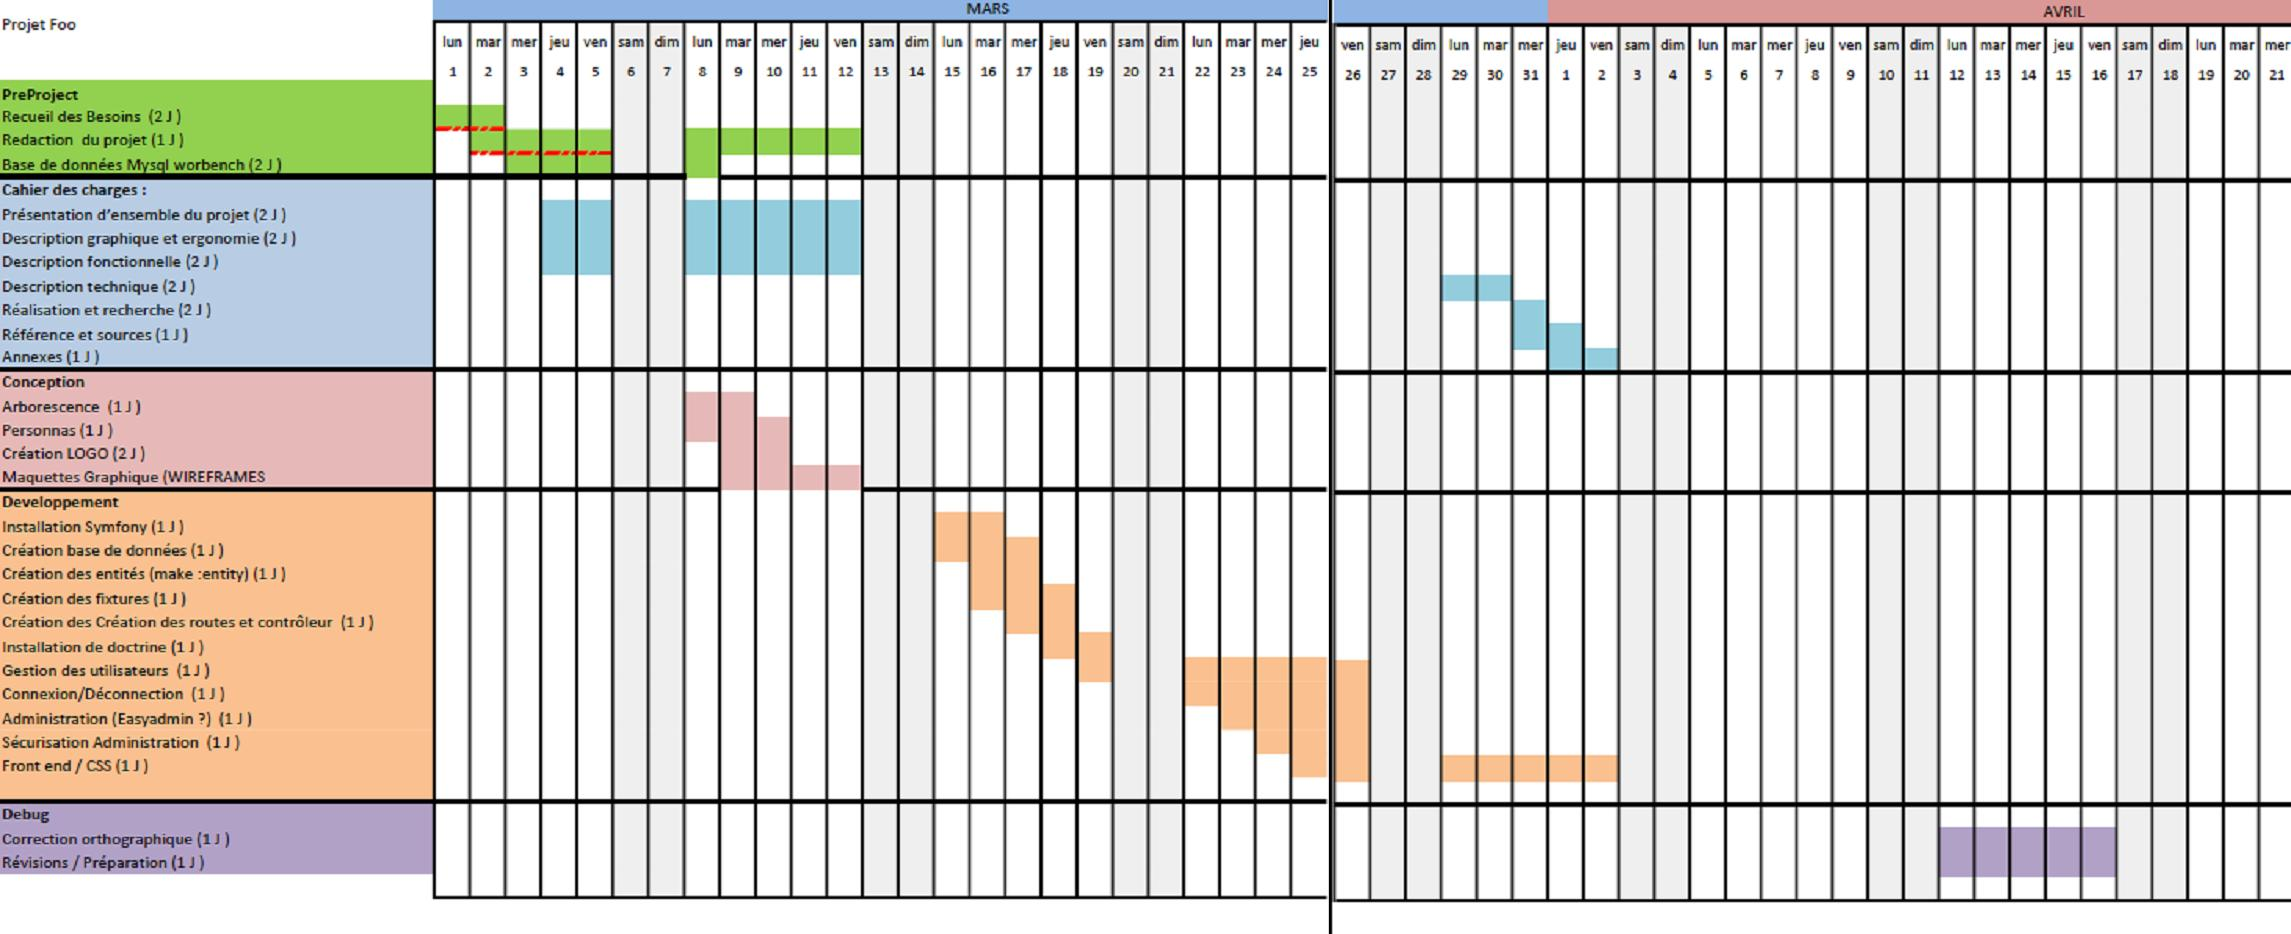 MARS
AVRIL
Projet Foo
lun mar mer jeu ven sam dim lun mar mer jeu ven sam dim lun mar mer jeu ven sam dim lun mar mer jeu ven sam dim lun mar mer jeu ven sam dim lun mar mer jeu ven sam dim lun mar mer jeu ven sam dim lun mar mer
1 2 3 4 5 6 7 8 9 10 11 12 13 14 15 16 17 18 19 20 21 22 23 24 25 26 27 28 29 30 31 1 2 3 4 5 6 7 8 9 10 11 12 13 14 15 16 17 18 19 20 21
PreProject
Recueil des Besoins (2 J )
Redaction du projet (1 J )
Base de données Mysql worbench (2 J )
Cahier des charges :
Présentation d'ensemble du projet (2 J )
Description graphique et ergonomie (2 J )
Description fonctionnelle (2 J )
Description technique (2 J )
Réalisation et recherche (2 J )
Référence et sources (1 J )
Annexes (1 J )
Conception
Arborescence (1 J )
Personnas (1 J )
Création LOGO (2 J )
Maquettes Graphique (WIREFRAMES
Developpement
Installation Symfony (1 J )
Création base de données (1 J )
Création des entités (make :entity) (1 J )
Création des fixtures (1 J )
Création des Création des routes et contrôleur (1 J )
Installation de doctrine (1 J )
Gestion des utilisateurs (1 J )
Connexion/Déconnection (1 J )
Administration (Easyadmin ?) (1 J )
Sécurisation Administration (1 J )
Front end / CSS (1 J )
Debug
Correction orthographique (1 J )
Révisions / Préparation (1 J )